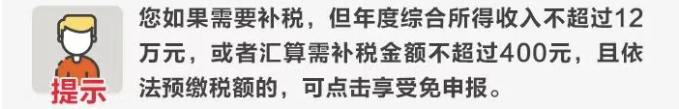 您如果需要补税，但年度综合所得收入不超过12
万元，或者汇算需补税金额不超过400元，且依
法预缴税额的，可点击享受免申报。
提示